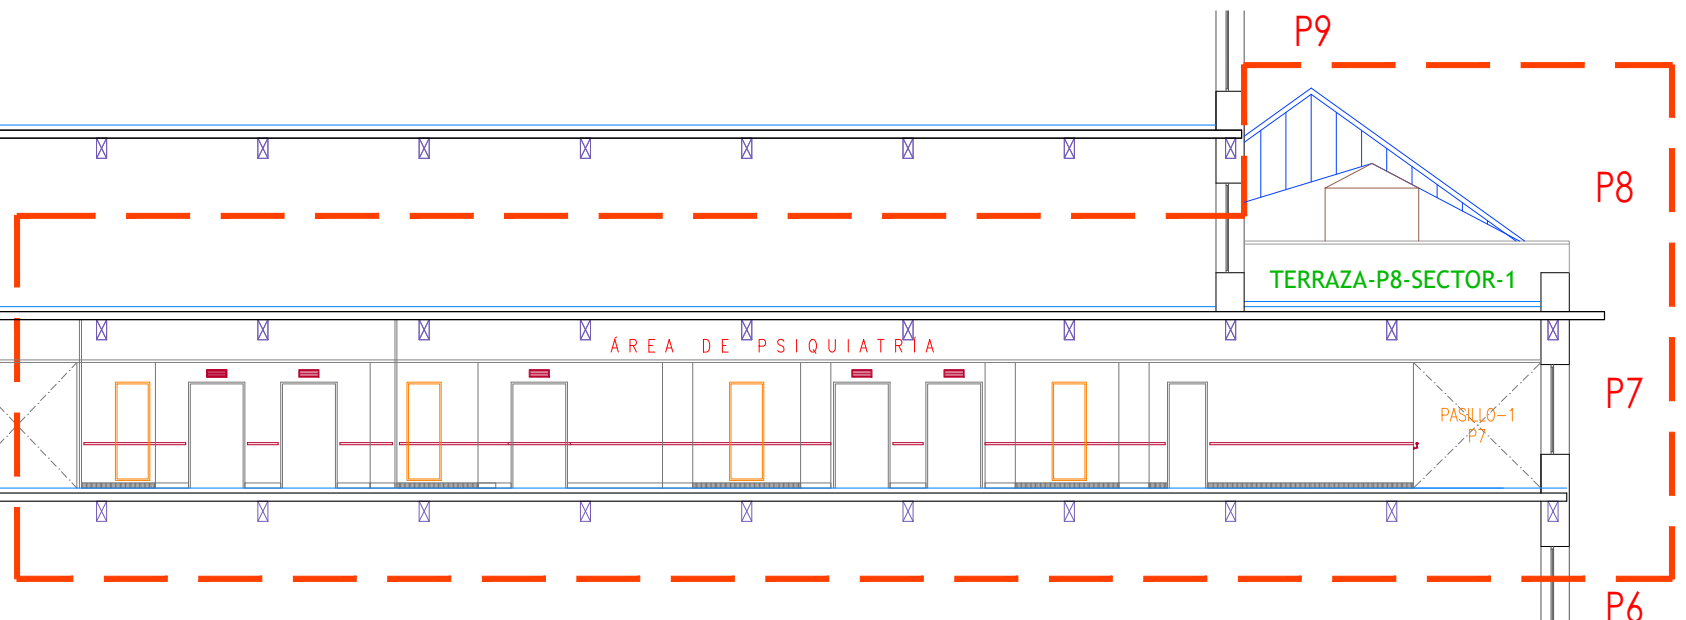 P9
P8
TERRAZA-P8-SECTOR-1
ÁREA DE PSIQUIATRÍA
P7
PASILLO-1
P7
P6